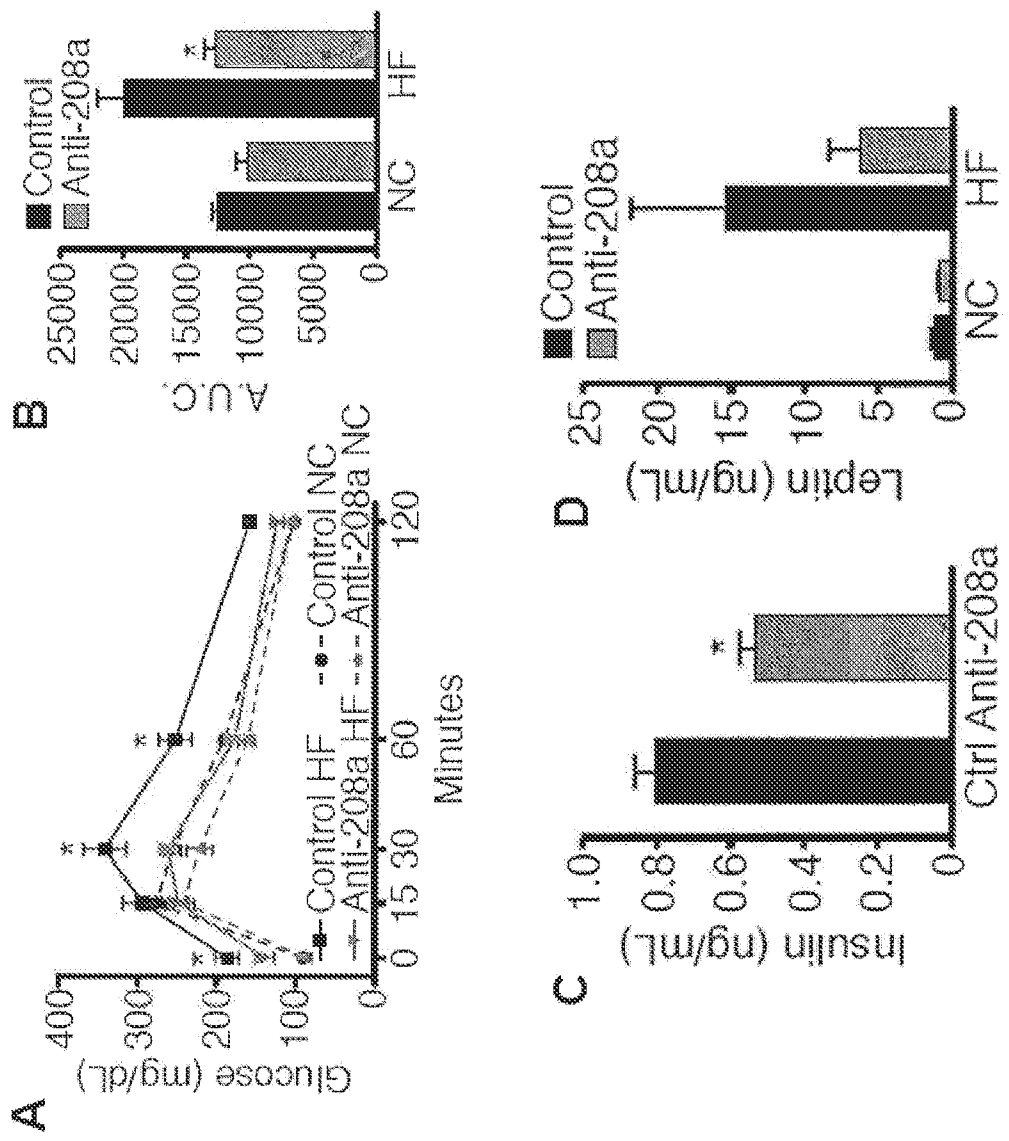 A
Glucose (mg/dL)
400
300
200
100
0
*
*
*
0 15 30 60 120
Minutes
Control HF
Control NC
Anti-208a HF
Anti-208a NC
B
Control
Anti-208a
A.U.C.
25000
20000
15000
10000
5000
0
*
NC HF
C
Insulin (ng/mL)
1.0
0.8
0.6
0.4
0.2
0
*
Ctrl Anti-208a
D
Control
Anti-208a
Leptin (ng/mL)
25
20
15
10
5
0
NC HF